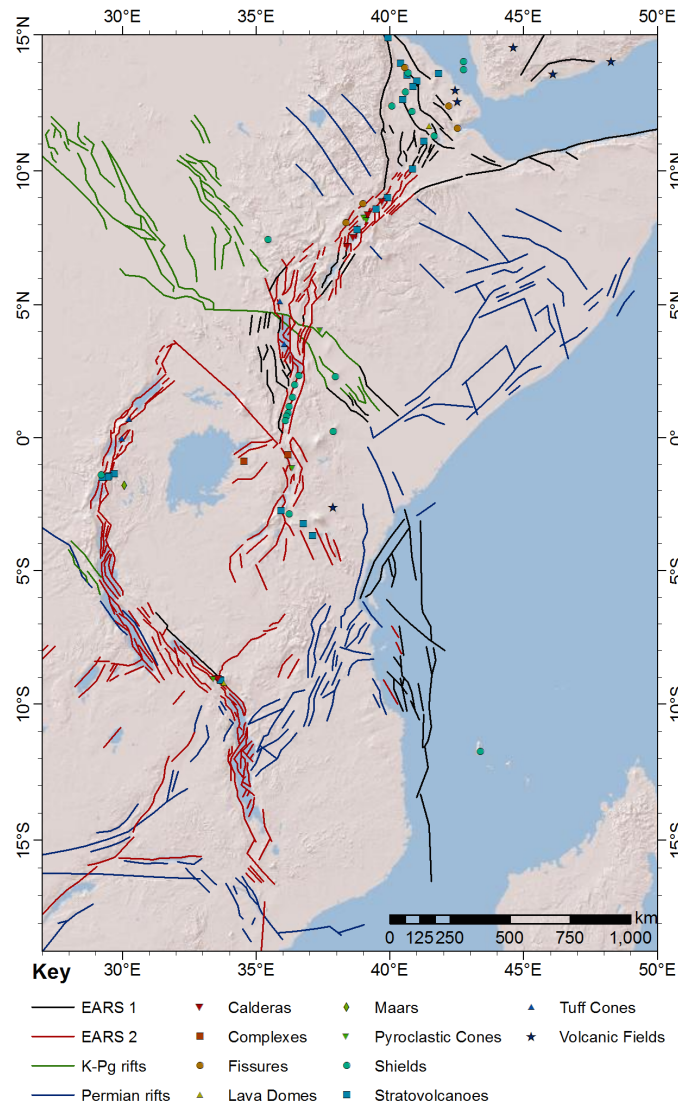 30°E 35°E 40°E 45°E 50°E
15°N 15°N
10°N 10°N
5°N 5°N
0° 0°
5°S 5°S
10°S 10°S
15°S 15°S
km
0 125 250 500 750 1,000
30°E 35°E 40°E 45°E 50°E
Key
EARS 1 Calderas Maars Tuff Cones
EARS 2 Complexes Pyroclastic Cones Volcanic Fields
K-Pg rifts Fissures Shields
Permian rifts Lava Domes Stratovolcanoes